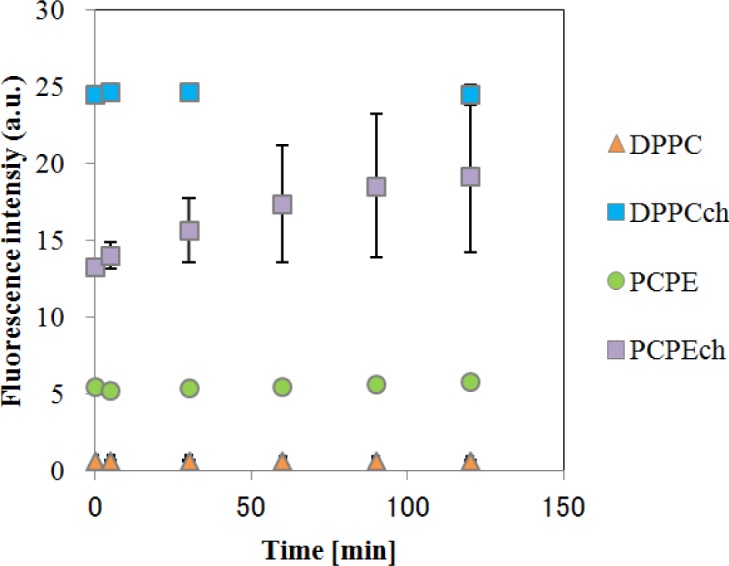 30
25
20
15
10
5
0
Fluorescence intensiy (a.u.)
0 50 100 150
Time [min]
DPPC
DPPCch
PCPE
PCPEch